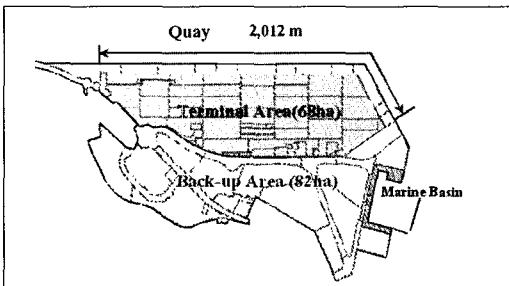 Quay 2,012 m
Terminal Area(68ha)
Back-up Area (82ha)
Marine Basin